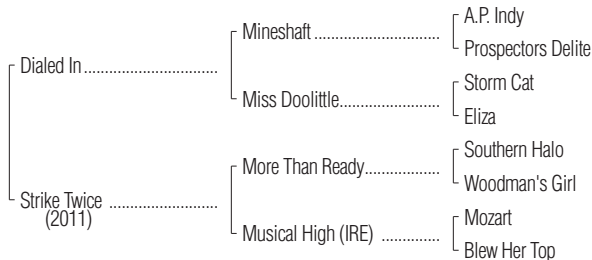 A.P. Indy
Mineshaft
Prospectors Delite
Dialed In
Storm Cat
Miss Doolittle
Eliza
Southern Halo
More Than Ready
Woodman's Girl
Strike Twice
(2011)
Mozart
Musical High (IRE)
Blew Her Top